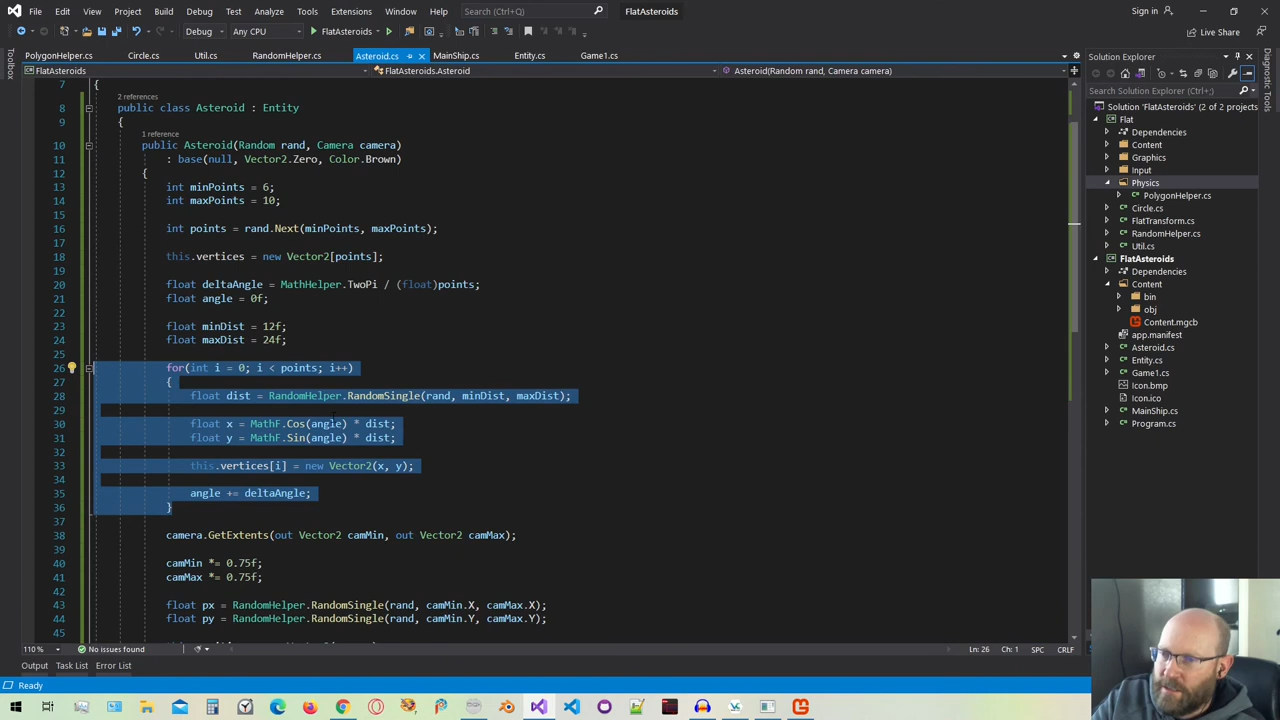 File Edit View Project Build Debug Test Analyze Tools Extensions Window Help Search (Ctrl+Q) FlatAsteroids Sign in
Debug Any CPU FlatAsteroids Live Share
PolygonHelper.cs Circle.cs Util.cs RandomHelper.cs Asteroid.cs MainShip.cs Entity.cs Game1.cs
FlatAsteroids FlatAsteroids.Asteroid Asteroid(Random rand, Camera camera)
Toolbox
7 {
2 references
8 public class Asteroid : Entity
9 {
1 reference
10 public Asteroid(Random rand, Camera camera)
11 : base(null, Vector2.Zero, Color.Brown)
12 {
13 int minPoints = 6;
14 int maxPoints = 10;
15
16 int points = rand.Next(minPoints, maxPoints);
17
18 this.vertices = new Vector2[points];
19
20 float deltaAngle = MathHelper.TwoPi / (float)points;
21 float angle = 0f;
22
23 float minDist = 12f;
24 float maxDist = 24f;
25
26 for(int i = 0; i < points; i++)
27 {
28 float dist = RandomHelper.RandomSingle(rand, minDist, maxDist);
29
30 float x = MathF.Cos(angle) * dist;
31 float y = MathF.Sin(angle) * dist;
32
33 this.vertices[i] = new Vector2(x, y);
34
35 angle += deltaAngle;
36 }
37
38 camera.GetExtents(out Vector2 camMin, out Vector2 camMax);
39
40 camMin *= 0.75f;
41 camMax *= 0.75f;
42
43 float px = RandomHelper.RandomSingle(rand, camMin.X, camMax.X);
44 float py = RandomHelper.RandomSingle(rand, camMin.Y, camMax.Y);
45
110 % No issues found Ln: 26 Ch: 1 SPC CRLF
Output Task List Error List
Ready
Solution Explorer
Search Solution Explorer (Ctrl+;)
Solution 'FlatAsteroids' (2 of 2 projects
Flat
Dependencies
Content
Graphics
Input
Physics
PolygonHelper.cs
Circle.cs
FlatTransform.cs
RandomHelper.cs
Util.cs
FlatAsteroids
Dependencies
Content
bin
obj
Content.mgcb
app.manifest
Asteroid.cs
Entity.cs
Game1.cs
Icon.bmp
Icon.ico
MainShip.cs
Program.cs
Diagnostic Tools